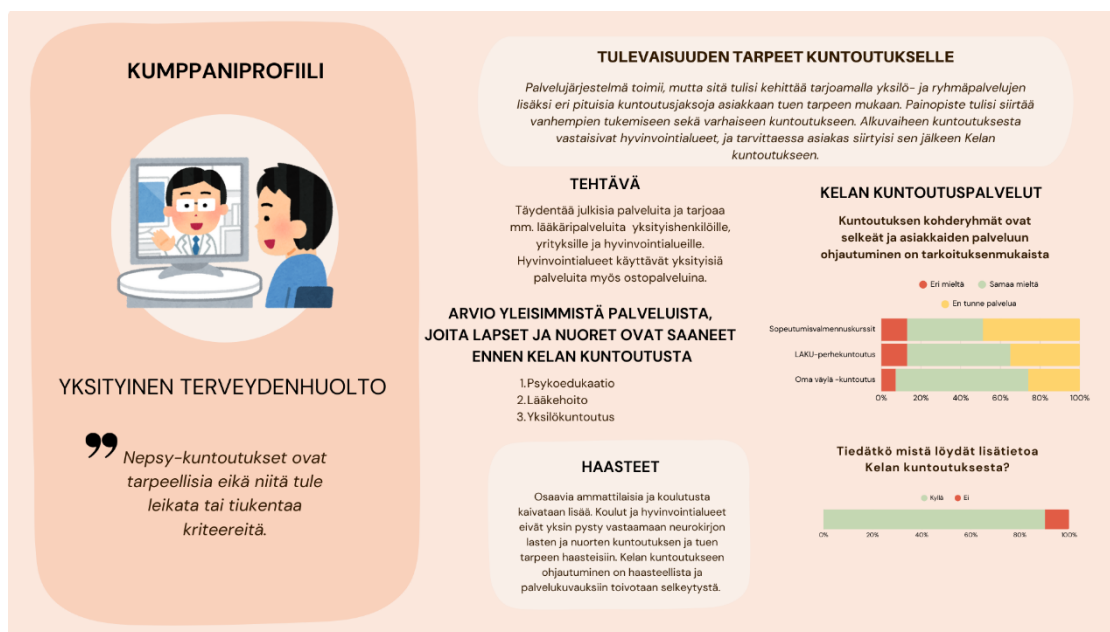 KUMPPANIPROFIILI
YKSITYINEN TERVEYDENHUOLTO
❞ Nepsy-kuntoutukset ovat
tarpeellisia eikä niitä tule
leikata tai tiukentaa
kriteereitä.
TULEVAISUUDEN TARPEET KUNTOUTUKSELLE
Palvelujärjestelmä toimii, mutta sitä tulisi kehittää tarjoamalla yksilö- ja ryhmäpalvelujen
lisäksi eri pituisia kuntoutusjaksoja asiakkaan tuen tarpeen mukaan. Painopiste tulisi siirtää
vanhempien tukemiseen sekä varhaiseen kuntoutukseen. Alkuvaiheen kuntoutuksesta
vastaisivat hyvinvointialueet, ja tarvittaessa asiakas siirtyisi sen jälkeen Kelan
kuntoutukseen.
TEHTÄVÄ
Täydentää julkisia palveluita ja tarjoaa
mm. lääkäripalveluita yksityishenkilöille,
yrityksille ja hyvinvointialueille.
Hyvinvointialueet käyttävät yksityisiä
palveluita myös ostopalveluina.
ARVIO YLEISIMMISTÄ PALVELUISTA,
JOITA LAPSET JA NUORET OVAT SAANEET
ENNEN KELAN KUNTOUTUSTA
1. Psykoedukaatio
2. Lääkehoito
3. Yksilökuntoutus
HAASTEET
Osaavia ammattilaisia ja koulutusta
kaivataan lisää. Koulut ja hyvinvointialueet
eivät yksin pysty vastaamaan neurokirjon
lasten ja nuorten kuntoutuksen ja tuen
tarpeen haasteisiin. Kelan kuntoutukseen
ohjautuminen on haasteellista ja
palvelukuvauksiin toivotaan selkeytystä.
KELAN KUNTOUTUSPALVELUT
Kuntoutuksen kohderyhmät ovat
selkeät ja asiakkaiden palveluun
ohjautuminen on tarkoituksenmukaista
Eri mieltä Samaa mieltä
En tunne palvelua
Sopeutumisvalmennuskurssit
LAKU-perhekuntoutus
Oma väylä -kuntoutus
0% 20% 40% 60% 80% 100%
Tiedätkö mistä löydät lisätietoa
Kelan kuntoutuksesta?
Kyllä Ei
0% 20% 40% 60% 80% 100%